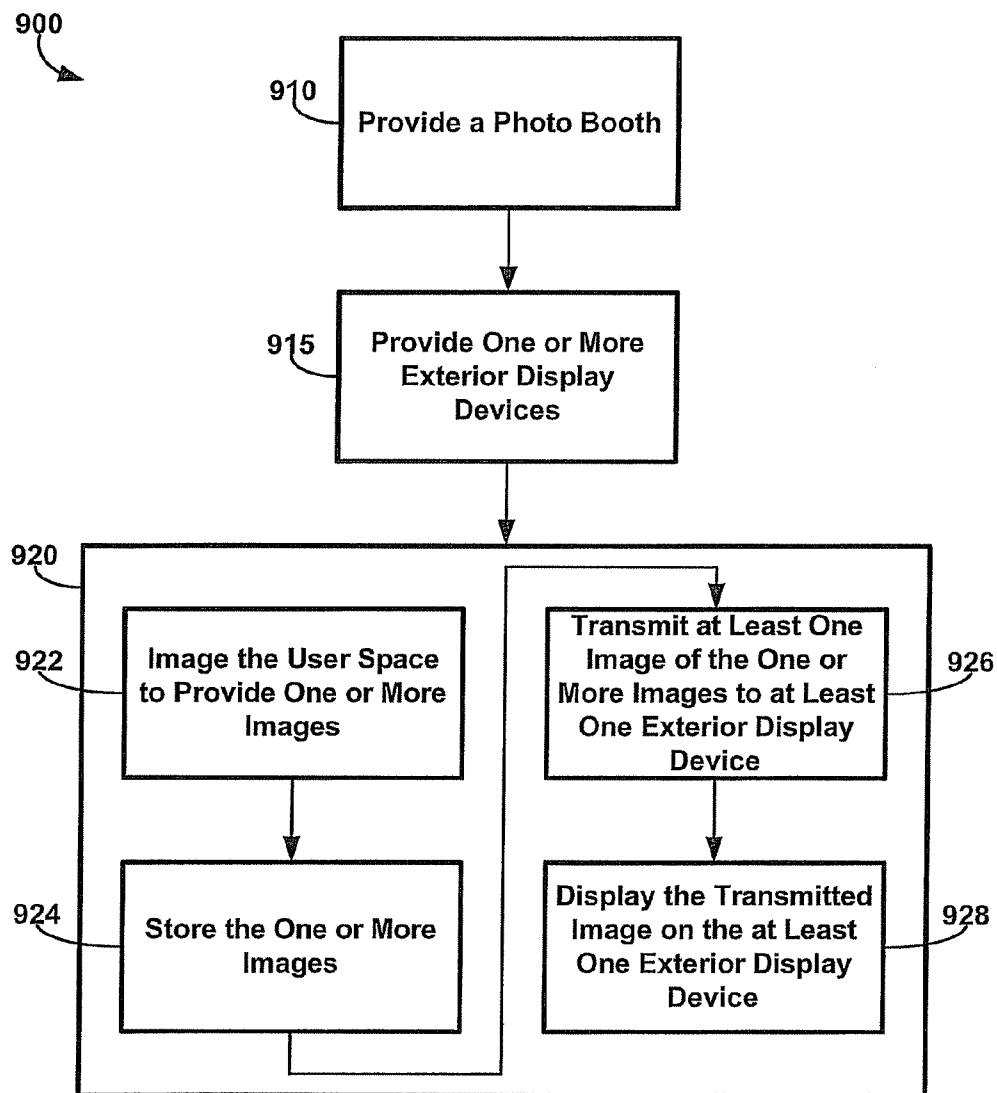 900
910
Provide a Photo Booth
915
Provide One or More
Exterior Display
Devices
920
922
Image the User Space
to Provide One or More
Images
924
Store the One or More
Images
Transmit at Least One
Image of the One or
More Images to at Least
One Exterior Display
Device
926
Display the Transmitted
Image on the at Least
One Exterior Display
Device
928